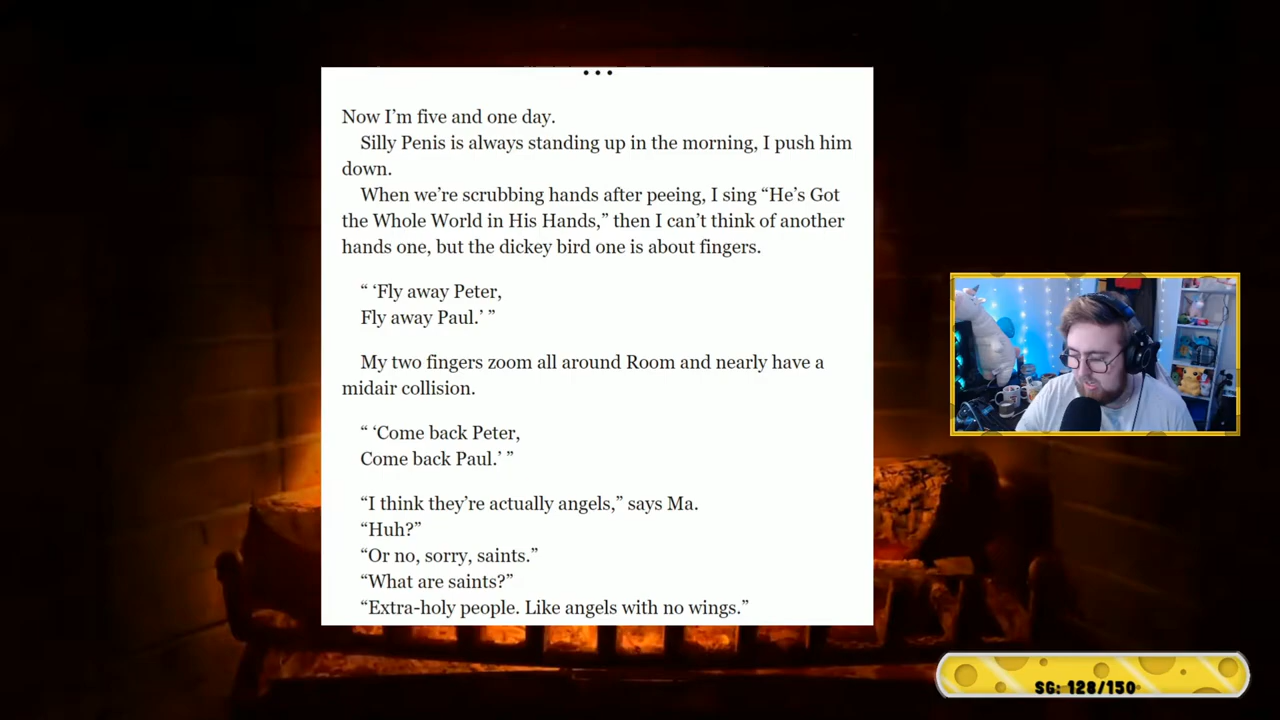 • • •
Now I'm five and one day.
Silly Penis is always standing up in the morning, I push him
down.
When we're scrubbing hands after peeing, I sing “He's Got
the Whole World in His Hands,” then I can't think of another
hands one, but the dickey bird one is about fingers.
“ ‘Fly away Peter,
Fly away Paul.’ ”
My two fingers zoom all around Room and nearly have a
midair collision.
“ ‘Come back Peter,
Come back Paul.’ ”
“I think they're actually angels,” says Ma.
“Huh?”
“Or no, sorry, saints.”
“What are saints?”
“Extra-holy people. Like angels with no wings.”
SG: 128/150